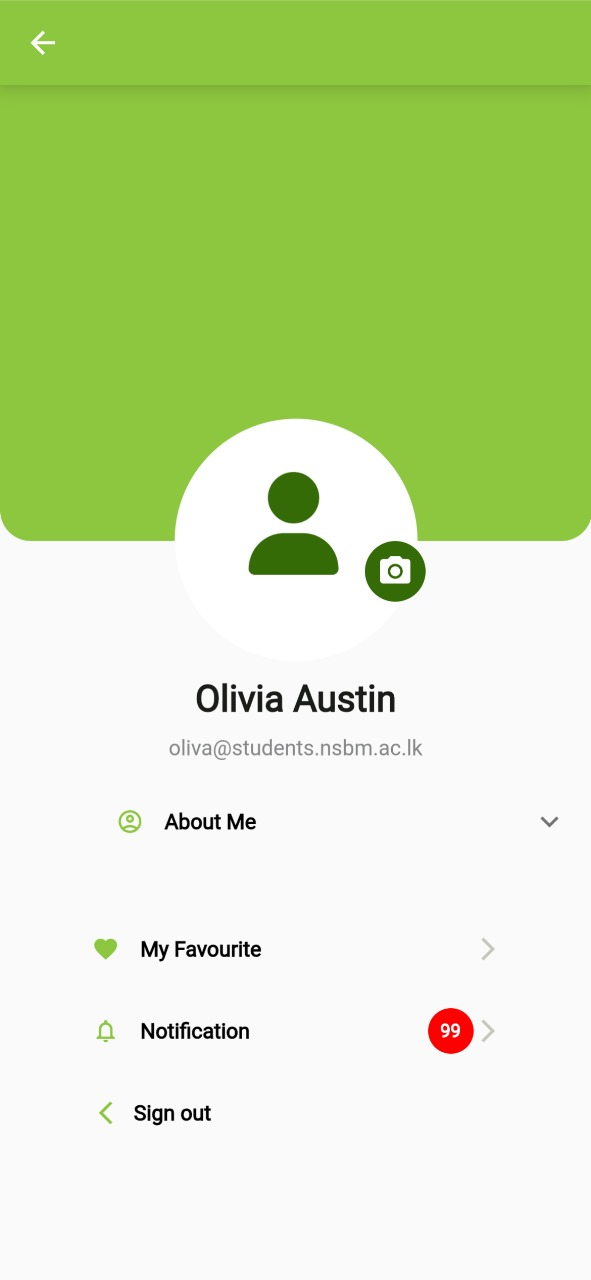 Olivia Austin
oliva@students.nsbm.ac.lk
About Me
My Favourite
Notification 99
Sign out